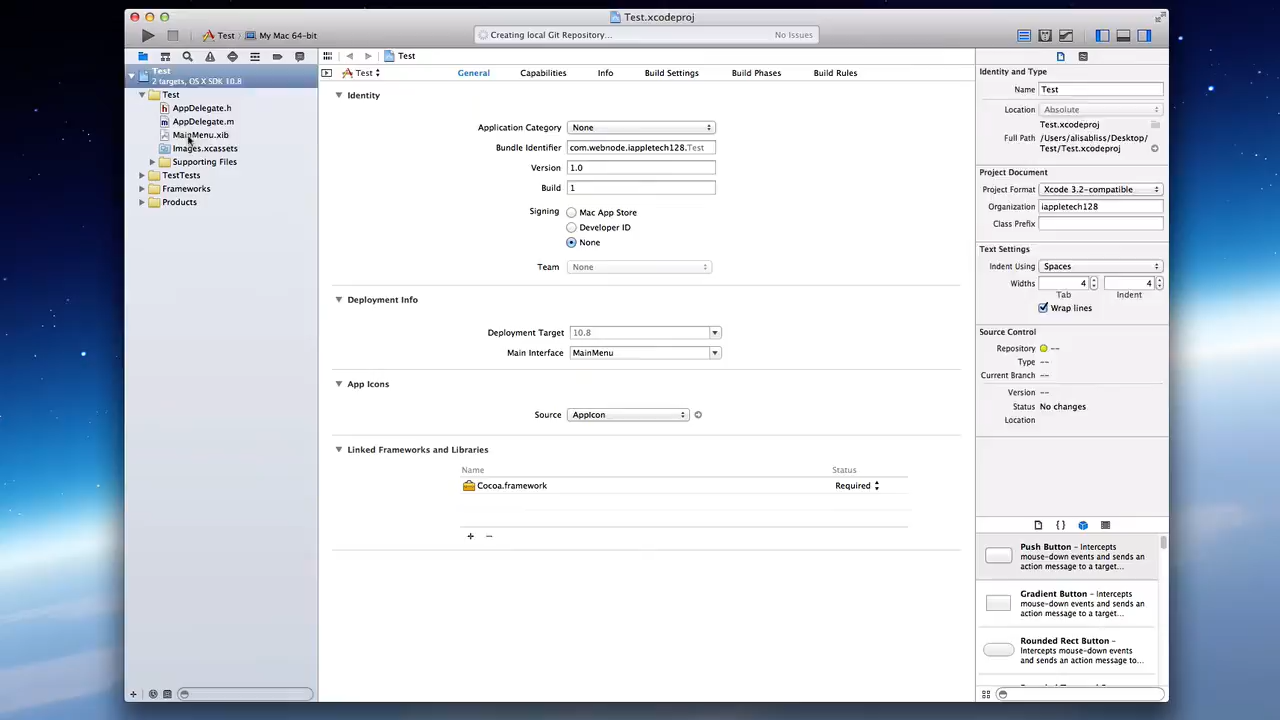 Test.xcodeproj
Test
My Mac 64-bit
Creating local Git Repository...
No Issues
Test
2 targets, OS X SDK 10.8
Test
AppDelegate.h
AppDelegate.m
MainMenu.xib
Images.xcassets
Supporting Files
TestTests
Frameworks
Products
Test
Test
General
Capabilities
Info
Build Settings
Build Phases
Build Rules
Identity
Application Category
None
Bundle Identifier
com.webnode.iappletech128.Test
Version
1.0
Build
1
Signing
Mac App Store
Developer ID
None
Team
None
Deployment Info
Deployment Target
10.8
Main Interface
MainMenu
App Icons
Source
AppIcon
Linked Frameworks and Libraries
Name
Status
Cocoa.framework
Required
Identity and Type
Name
Test
Location
Absolute
Test.xcodeproj
Full Path
/Users/alisabliss/Desktop/
Test/Test.xcodeproj
Project Document
Project Format
Xcode 3.2-compatible
Organization
iappletech128
Class Prefix
Text Settings
Indent Using
Spaces
Widths
4
4
Tab
Indent
Wrap lines
Source Control
Repository
--
Type
--
Current Branch
--
Version
--
Status
No changes
Location
Push Button - Intercepts
mouse-down events and sends an
action message to a target...
Gradient Button - Intercepts
mouse-down events and sends an
action message to a target...
Rounded Rect Button -
Intercepts mouse-down events
and sends an action message to...